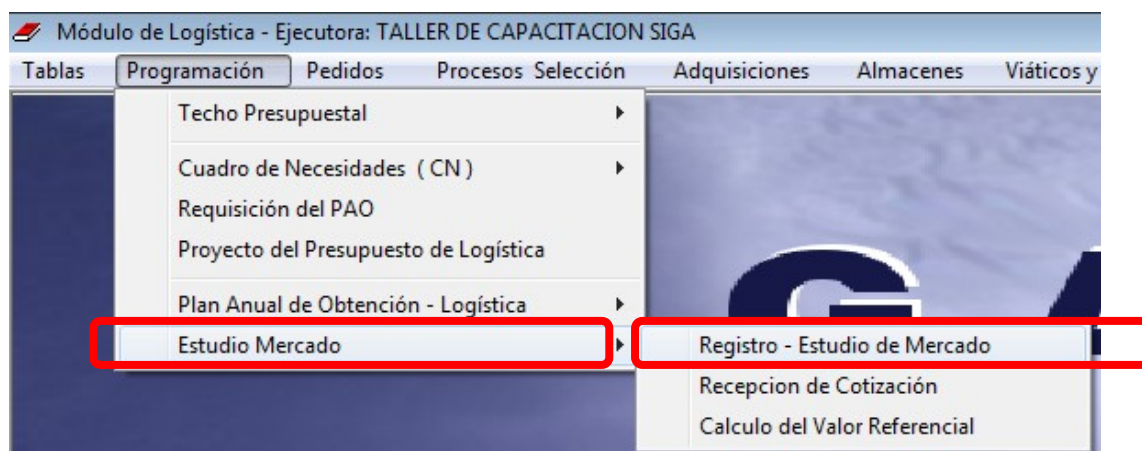 Módulo de Logística - Ejecutora: TALLER DE CAPACITACION SIGA
Tablas Programación Pedidos Procesos Selección Adquisiciones Almacenes Viáticos y
Techo Presupuestal
Cuadro de Necesidades ( CN )
Requisición del PAO
Proyecto del Presupuesto de Logística
Plan Anual de Obtención - Logística
Estudio Mercado
Registro - Estudio de Mercado
Recepcion de Cotización
Calculo del Valor Referencial